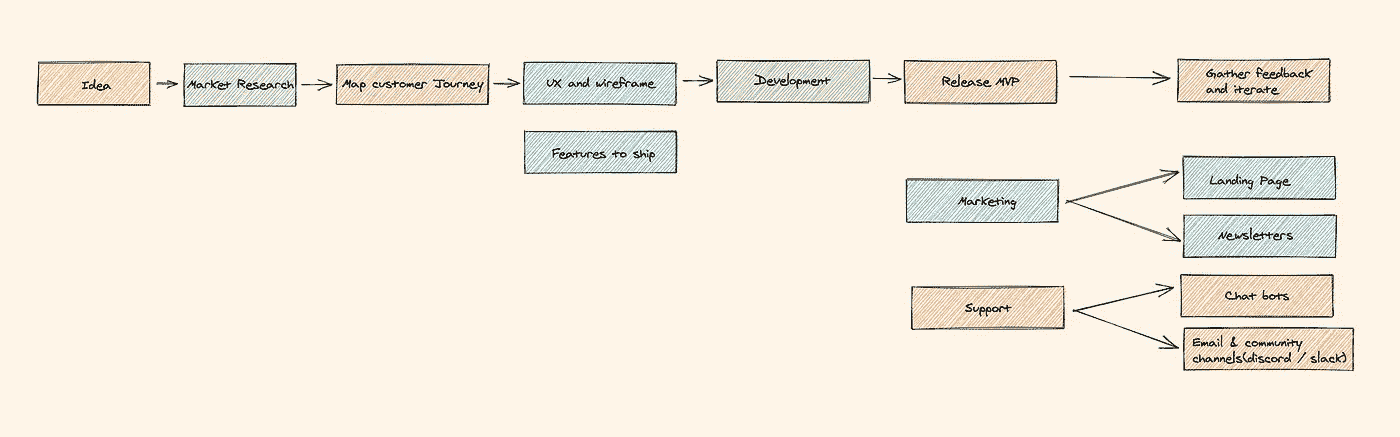 Idea
Market Research
Map customer Journey
UX and wireframe
Development
Release MVP
Gather feedback
and iterate
Features to ship
Marketing
Landing Page
Newsletters
Support
Chat bots
Email & community
channels(discord / slack)